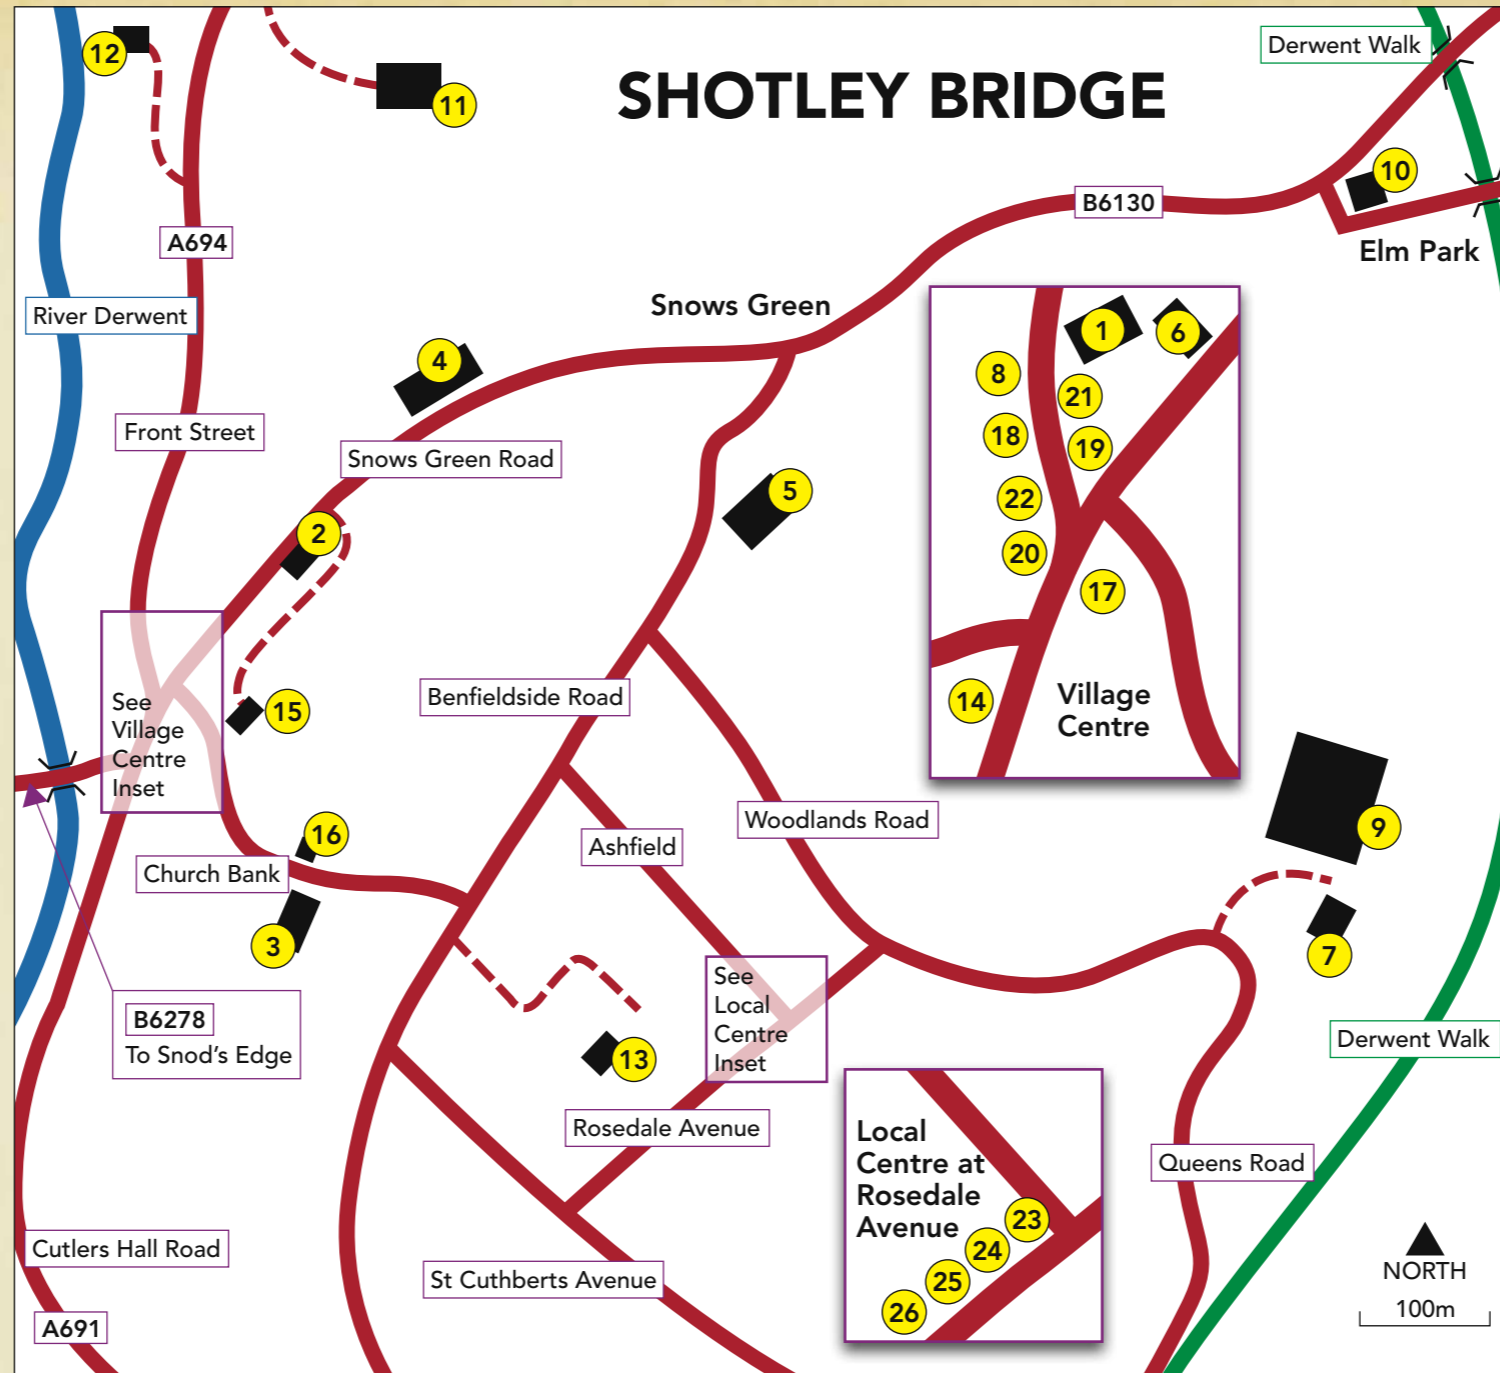 SHOTLEY BRIDGE
Derwent Walk
12
11
10
B6130
A694
Elm Park
River Derwent
Snows Green
4
Front Street
Snows Green Road
5
2
1
6
8
21
18
19
22
20
17
14
Village
Centre
See
Village
Centre
Inset
15
Benfieldside Road
16
Church Bank
3
Ashfield
Woodlands Road
9
7
B6278
To Snod's Edge
See
Local
Centre
Inset
13
Rosedale Avenue
Derwent Walk
Local
Centre at
Rosedale
Avenue
23
24
25
26
Queens Road
Cutlers Hall Road
St Cuthberts Avenue
A691
NORTH
100m